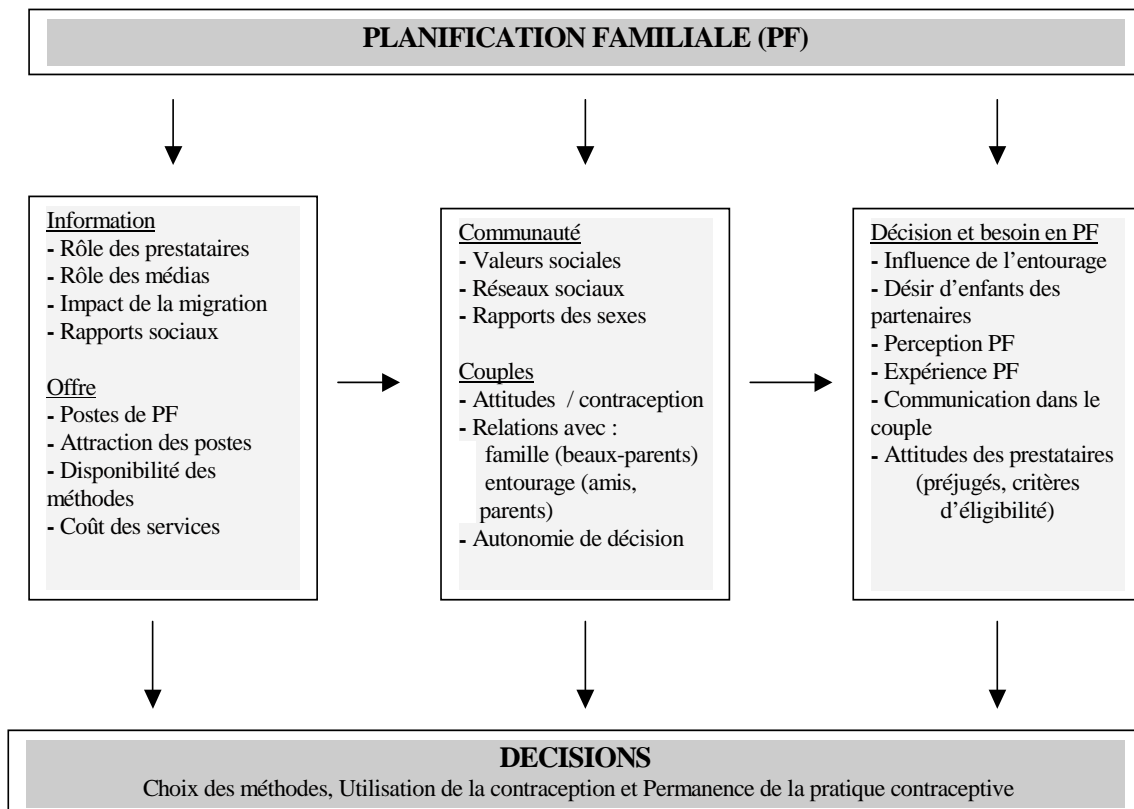 PLANIFICATION FAMILIALE (PF)
Information
- Rôle des prestataires
- Rôle des médias
- Impact de la migration
- Rapports sociaux
Offre
- Postes de PF
- Attraction des postes
- Disponibilité des
méthodes
- Coût des services
Communauté
- Valeurs sociales
- Réseaux sociaux
- Rapports des sexes
Couples
- Attitudes / contraception
- Relations avec :
famille (beaux-parents)
entourage (amis,
parents)
- Autonomie de décision
Décision et besoin en PF
- Influence de l’entourage
- Désir d’enfants des
partenaires
- Perception PF
- Expérience PF
- Communication dans le
couple
- Attitudes des prestataires
(préjugés, critères
d’éligibilité)
DECISIONS
Choix des méthodes, Utilisation de la contraception et Permanence de la pratique contraceptive